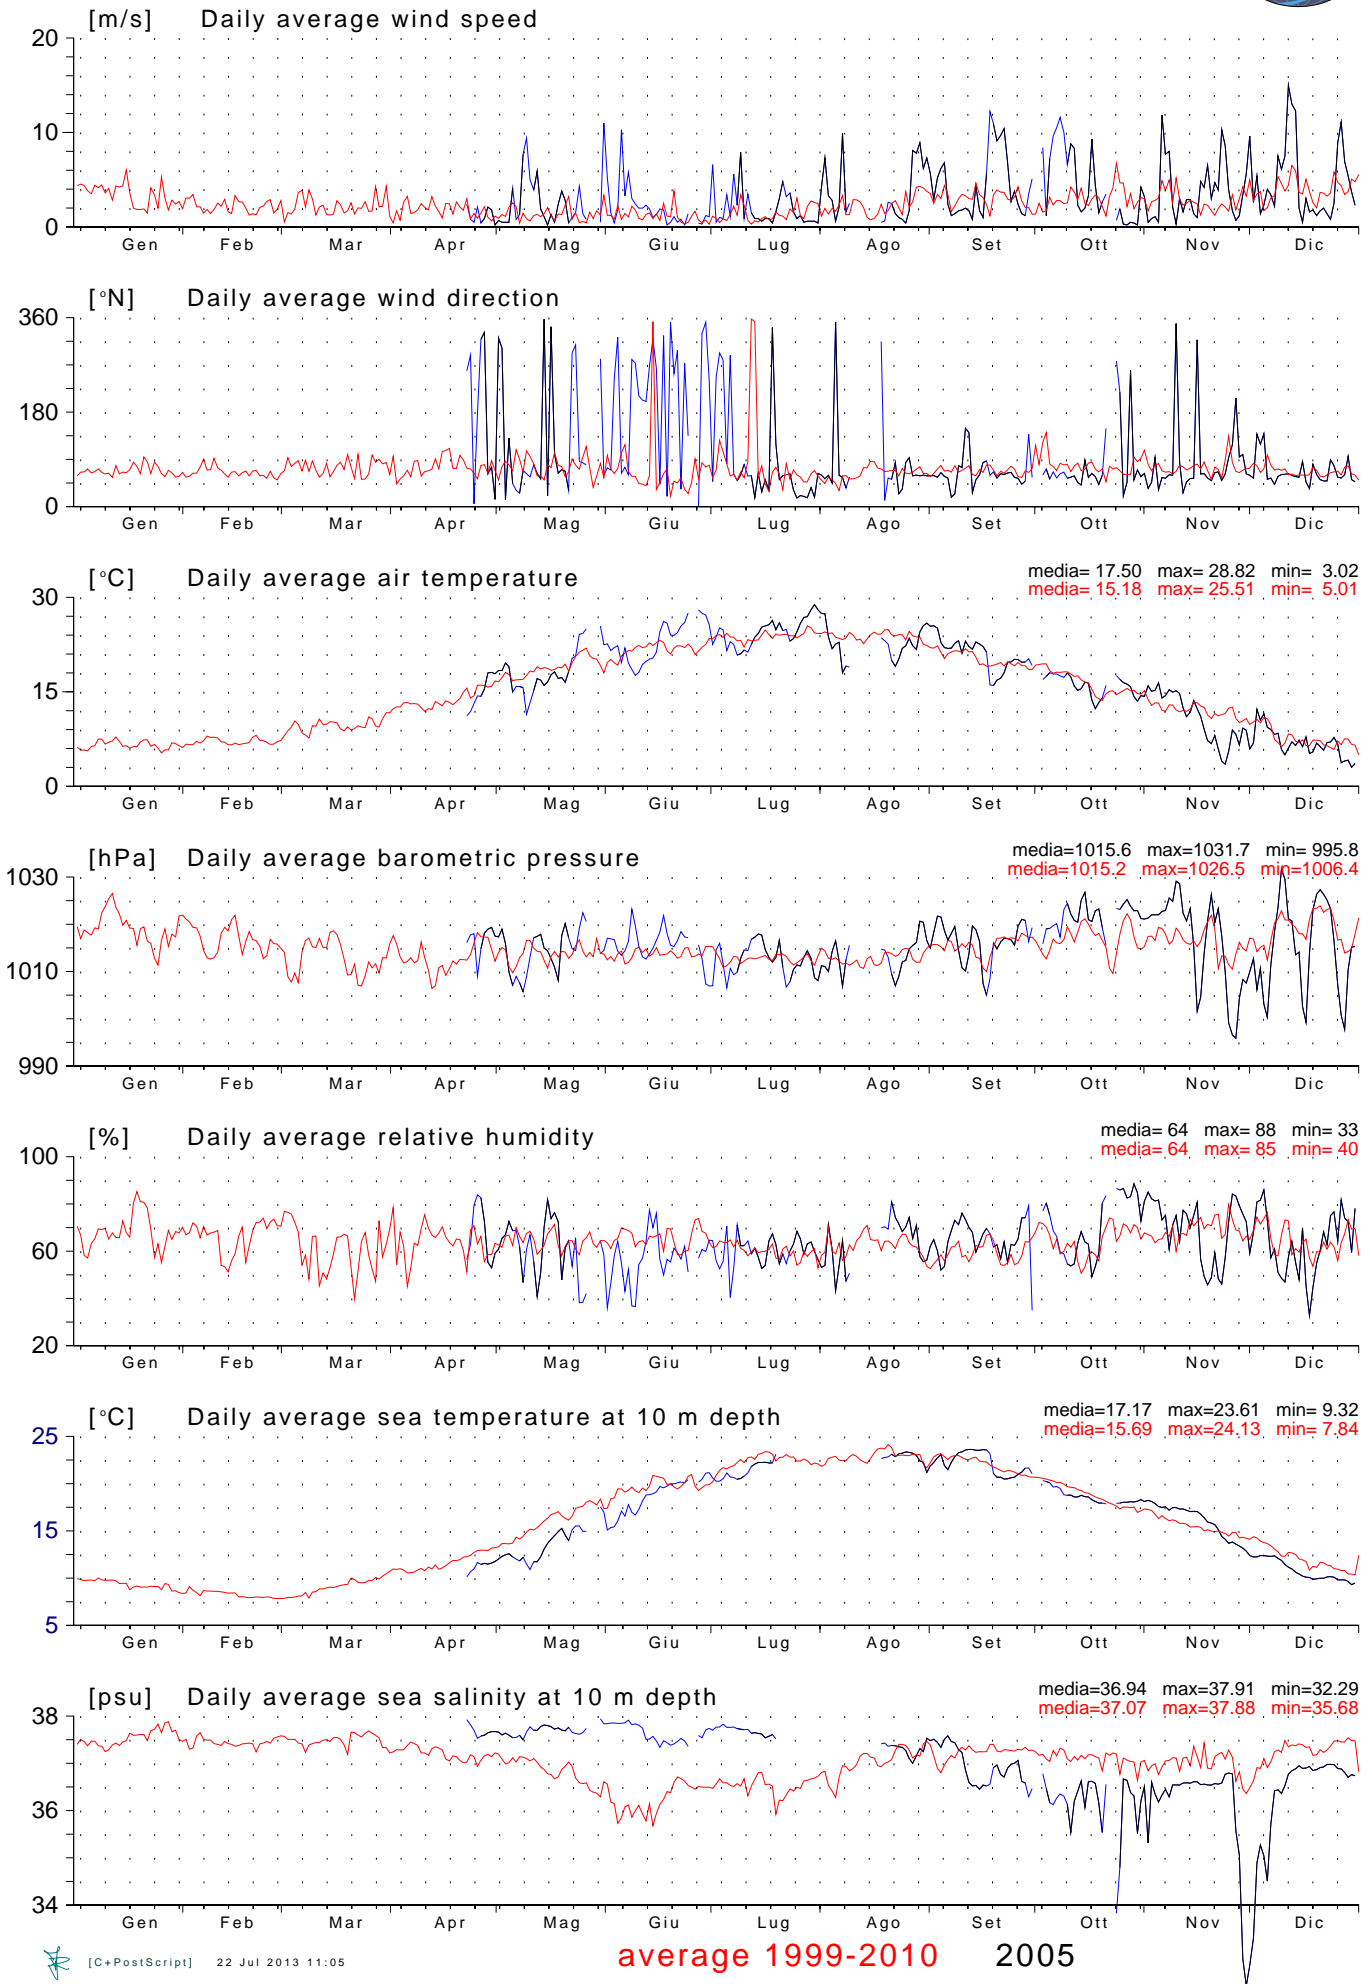 [m/s] Daily average wind speed
20
10
0
Gen Feb Mar Apr Mag Giu Lug Ago Set Ott Nov Dic
[°N] Daily average wind direction
360
180
0
Gen Feb Mar Apr Mag Giu Lug Ago Set Ott Nov Dic
[°C] Daily average air temperature
media= 17.50 max= 28.82 min= 3.02
media= 15.18 max= 25.51 min= 5.01
30
15
0
Gen Feb Mar Apr Mag Giu Lug Ago Set Ott Nov Dic
[hPa] Daily average barometric pressure
media=1015.6 max=1031.7 min= 995.8
media=1015.2 max=1026.5 min=1006.4
1030
1010
990
Gen Feb Mar Apr Mag Giu Lug Ago Set Ott Nov Dic
[%] Daily average relative humidity
media= 64 max= 88 min= 33
media= 64 max= 85 min= 40
100
60
20
Gen Feb Mar Apr Mag Giu Lug Ago Set Ott Nov Dic
[°C] Daily average sea temperature at 10 m depth
media=17.17 max=23.61 min= 9.32
media=15.69 max=24.13 min= 7.84
25
15
5
Gen Feb Mar Apr Mag Giu Lug Ago Set Ott Nov Dic
[psu] Daily average sea salinity at 10 m depth
media=36.94 max=37.91 min=32.29
media=37.07 max=37.88 min=35.68
38
36
34
Gen Feb Mar Apr Mag Giu Lug Ago Set Ott Nov Dic
[C+PostScript] 22 Jul 2013 11:05
average 1999-2010 2005